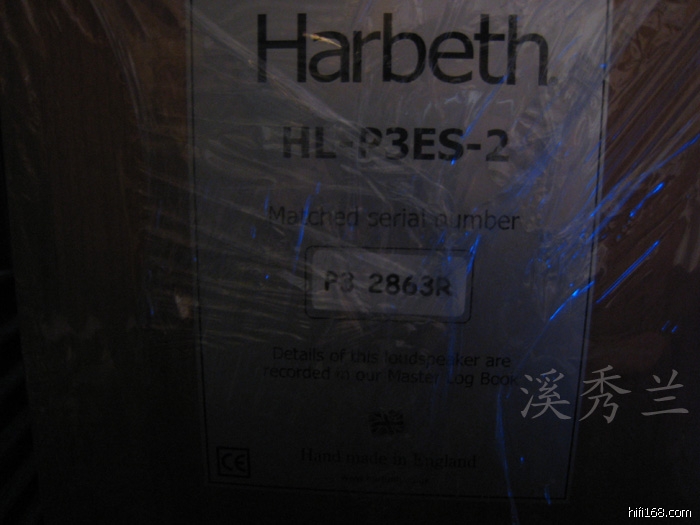 Harbeth
HL-P3ES-2
Matched serial number
P3 2863R
Details of this loudspeaker are
recorded in our Master Log Book
溪秀兰
CE
Hand made in England
hifi168.com